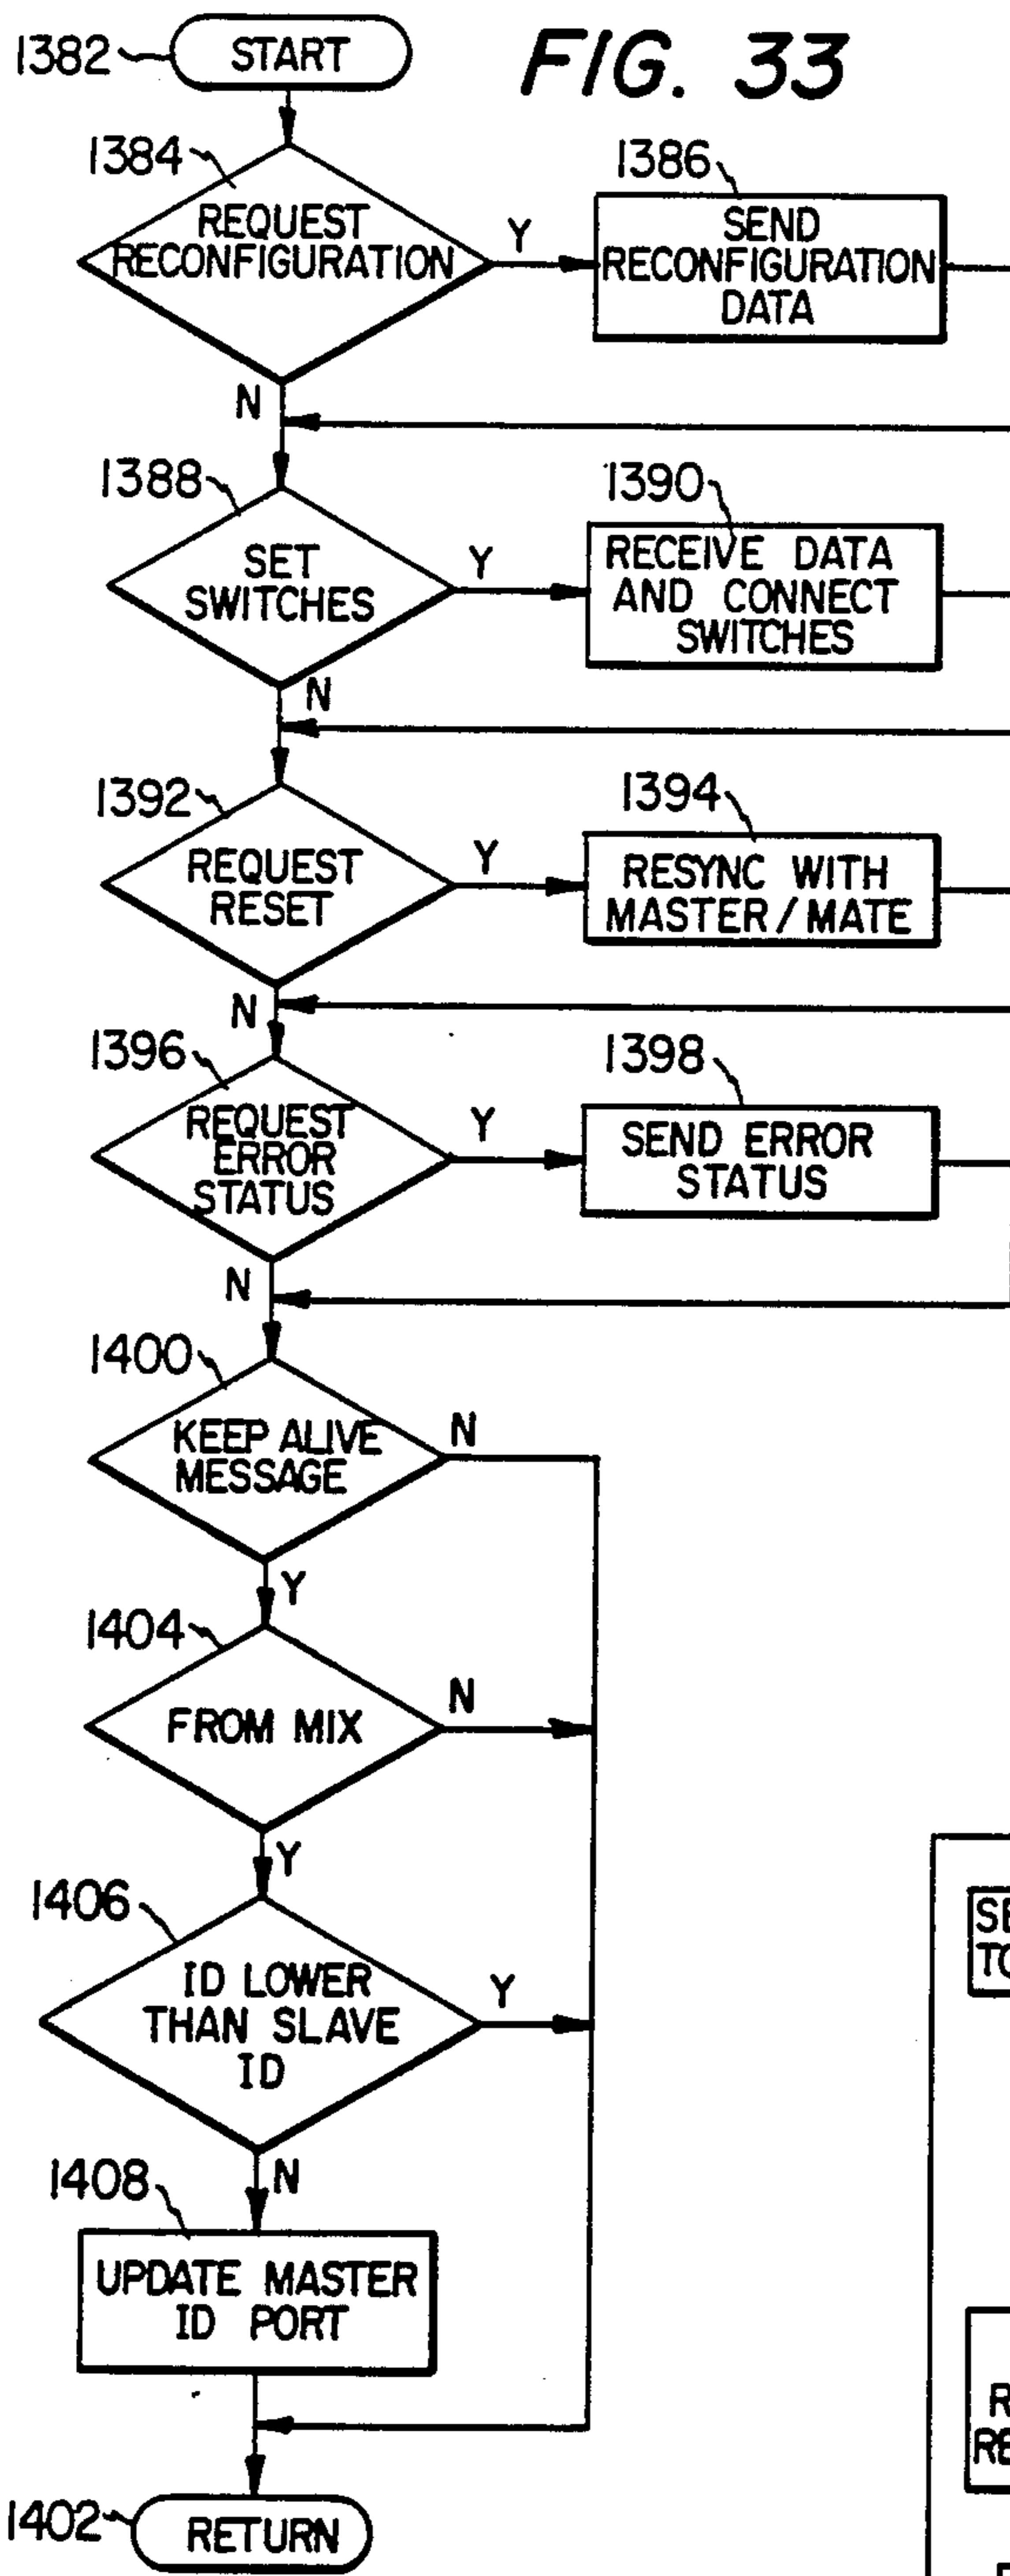 FIG. 33
1382
START
1384
REQUEST
RECONFIGURATION
Y
N
1386
SEND
RECONFIGURATION
DATA
1388
SET
SWITCHES
Y
N
1390
RECEIVE DATA
AND CONNECT
SWITCHES
1392
REQUEST
RESET
Y
N
1394
RESYNC WITH
MASTER/MATE
1396
REQUEST
ERROR
STATUS
Y
N
1398
SEND ERROR
STATUS
1400
KEEP ALIVE
MESSAGE
N
Y
1404
FROM MIX
N
Y
1406
ID LOWER
THAN SLAVE
ID
Y
N
1408
UPDATE MASTER
ID PORT
1402
RETURN